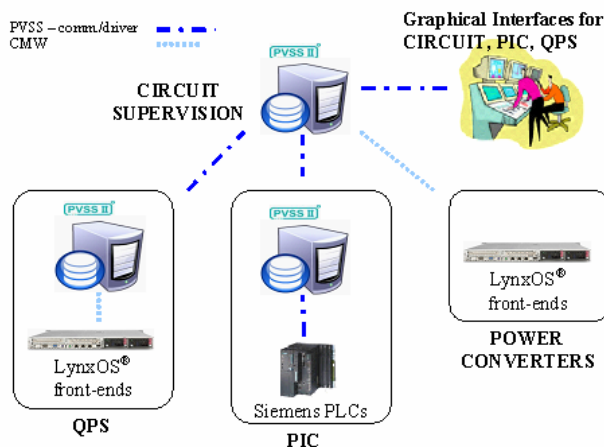 PVSS – comm./driver
CMW
Graphical Interfaces for
CIRCUIT, PIC, QPS
PVSS II
CIRCUIT
SUPERVISION
PVSS II
PVSS II
LynxOS®
front-ends
LynxOS®
front-ends
Siemens PLCs
POWER
CONVERTERS
QPS
PIC